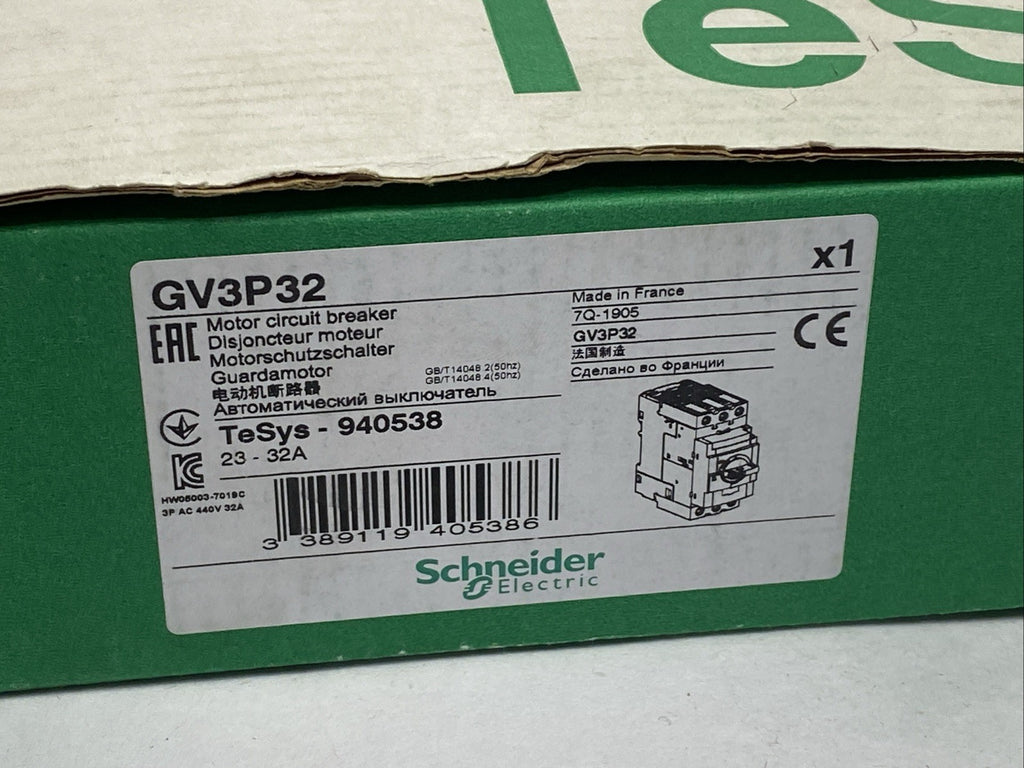 TeS
GV3P32
x1
EAC
Motor circuit breaker
Disjoncteur moteur
Motorschutzschalter
Guardamotor
电动机断路器
Автоматический выключатель
GB/T14048 2(50hz)
GB/T14048 4(50hz)
Made in France
7Q-1905
GV3P32
法国制造
Сделано во Франции
CE
TeSys - 940538
23 - 32A
HW05003-7019C
3P AC 440V 32A
3 389119 405386
Schneider
Electric